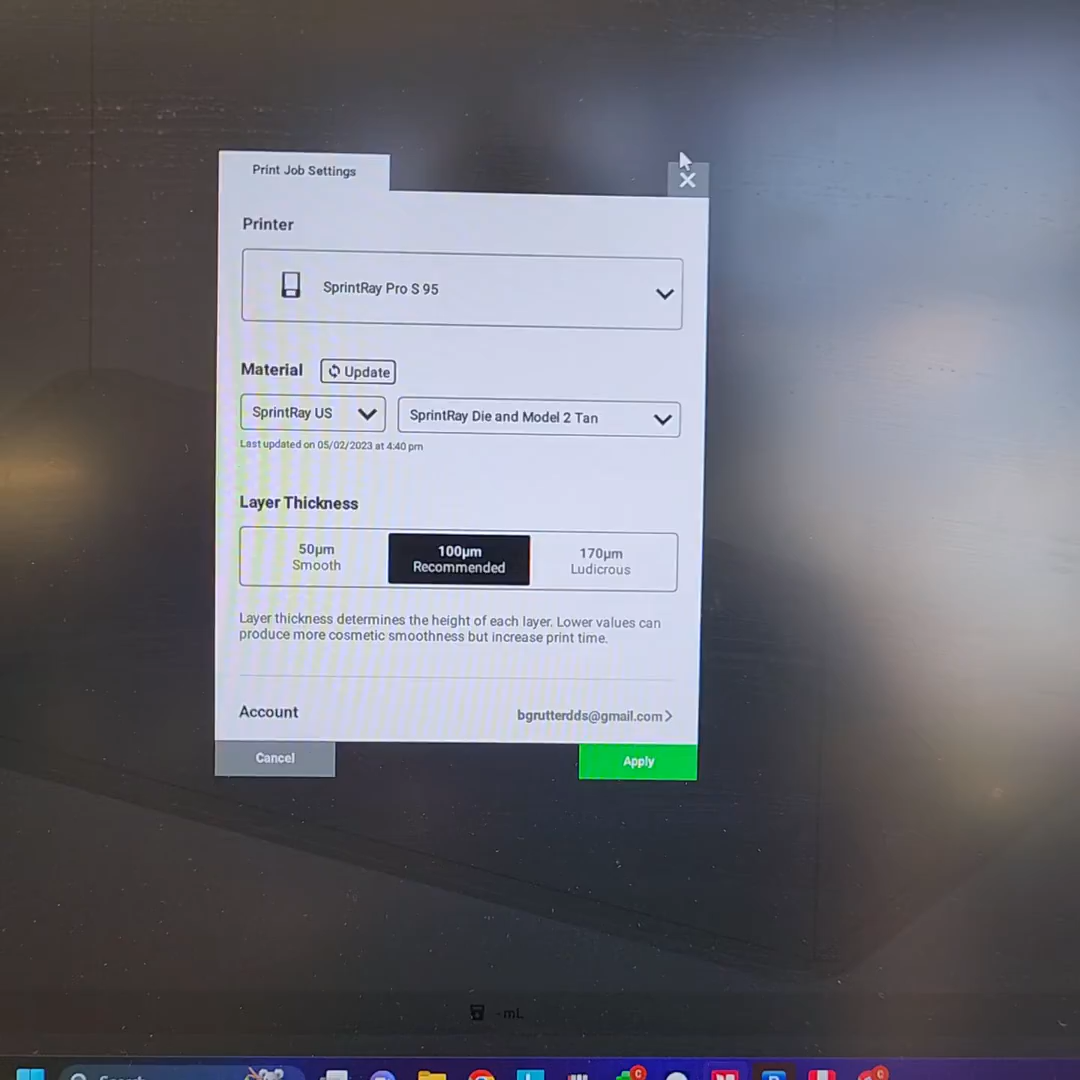 Print Job Settings
Printer
SprintRay Pro S 95
Material
Update
SprintRay US
SprintRay Die and Model 2 Tan
Last updated on 05/02/2023 at 4:40 pm
Layer Thickness
50µm
Smooth
100µm
Recommended
170µm
Ludicrous
Layer thickness determines the height of each layer. Lower values can
produce more cosmetic smoothness but increase print time.
Account
bgrutterdds@gmail.com
Cancel
Apply
- mL